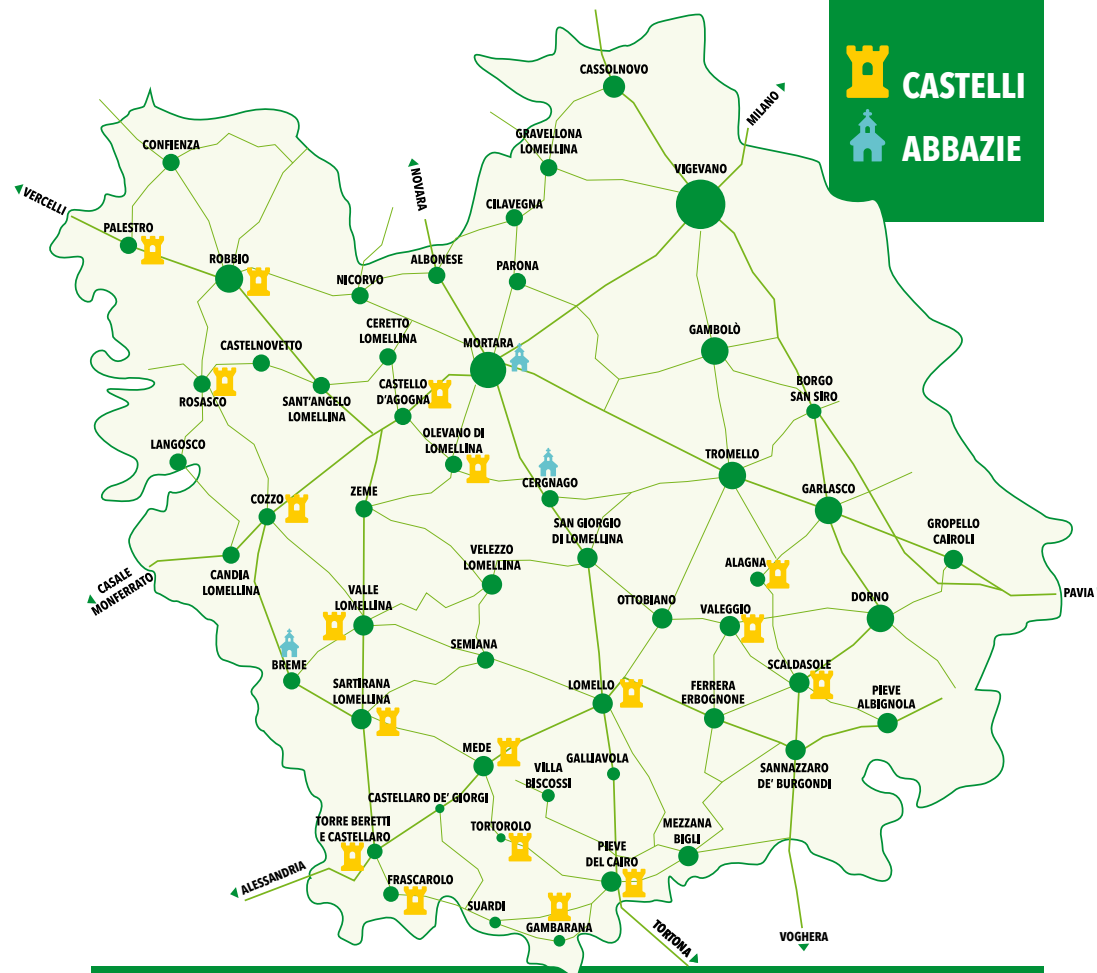 CASTELLI
ABBAZIE
CASSOLNOVO
MILANO
GRAVELLONA
LOMELLINA
CONFIENZA
VIGEVANO
NOVARA
VERCELLI
CILAVEGNA
PALESTRO
ROBBIO
ALBONESE
PARONA
NICORVO
CERETTO
LOMELLINA
GAMBOLÒ
CASTELNOVETTO
MORTARA
CASTELLO
D'AGOGNA
BORGO
SAN SIRO
ROSASCO
SANT'ANGELO
LOMELLINA
OLEVANO DI
LOMELLINA
LANGOSCO
TROMELLO
CERGNAGO
GARLASCO
COZZO
ZEME
SAN GIORGIO
DI LOMELLINA
GROPELLO
CAIROLI
VELEZZO
LOMELLINA
ALAGNA
CASALE
MONFERRATO
CANDIA
LOMELLINA
VALLE
LOMELLINA
OTTOBIANO
VALEGGIO
DORNO
PAVIA
SEMIANA
BREME
SCALDASOLE
SARTIRANA
LOMELLINA
LOMELLO
FERRERA
ERBOGNONE
PIEVE
ALBIGNOLA
MEDE
GALLIAVOLA
VILLA
BISCOSSI
SANNAZZARO
DE' BURGONDI
CASTELLARO DE' GIORGI
TORRE BERETTI
E CASTELLARO
TORTOROLO
MEZZANA
BIGLI
PIEVE
DEL CAIRO
ALESSANDRIA
FRASCAROLO
SUARDI
GAMBARANA
TORTONA
VOGHERA